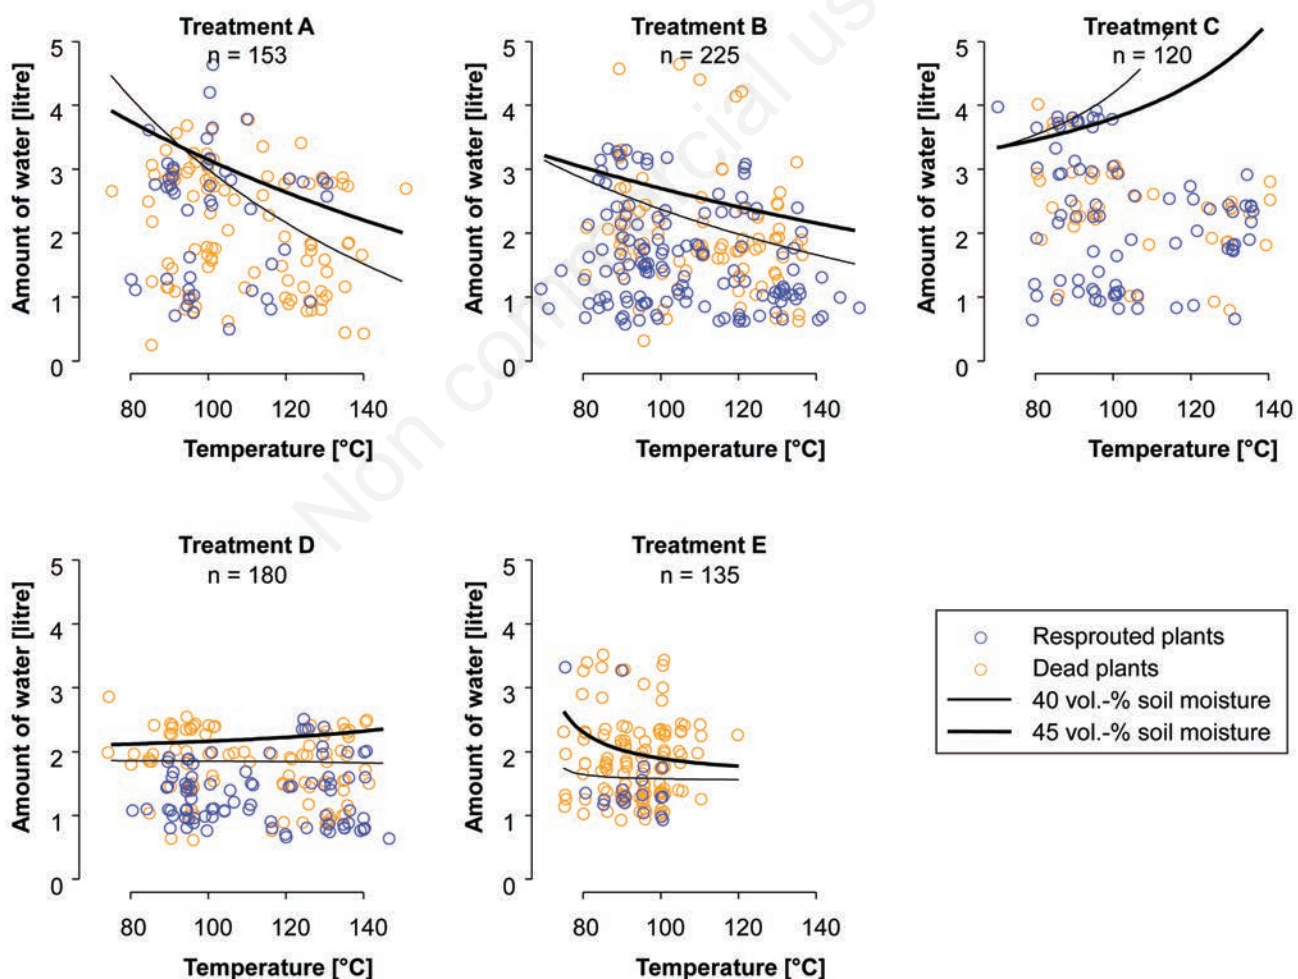 Treatment A
n = 153
Amount of water [litre]
5
4
3
2
1
0
80 100 120 140
Temperature [°C]
Treatment B
n = 225
Amount of water [litre]
5
4
3
2
1
0
80 100 120 140
Temperature [°C]
Treatment C
n = 120
Amount of water [litre]
5
4
3
2
1
0
80 100 120 140
Temperature [°C]
Treatment D
n = 180
Amount of water [litre]
5
4
3
2
1
0
80 100 120 140
Temperature [°C]
Treatment E
n = 135
Amount of water [litre]
5
4
3
2
1
0
80 100 120 140
Temperature [°C]
Resprouted plants
Dead plants
40 vol.-% soil moisture
45 vol.-% soil moisture
Non commercial us